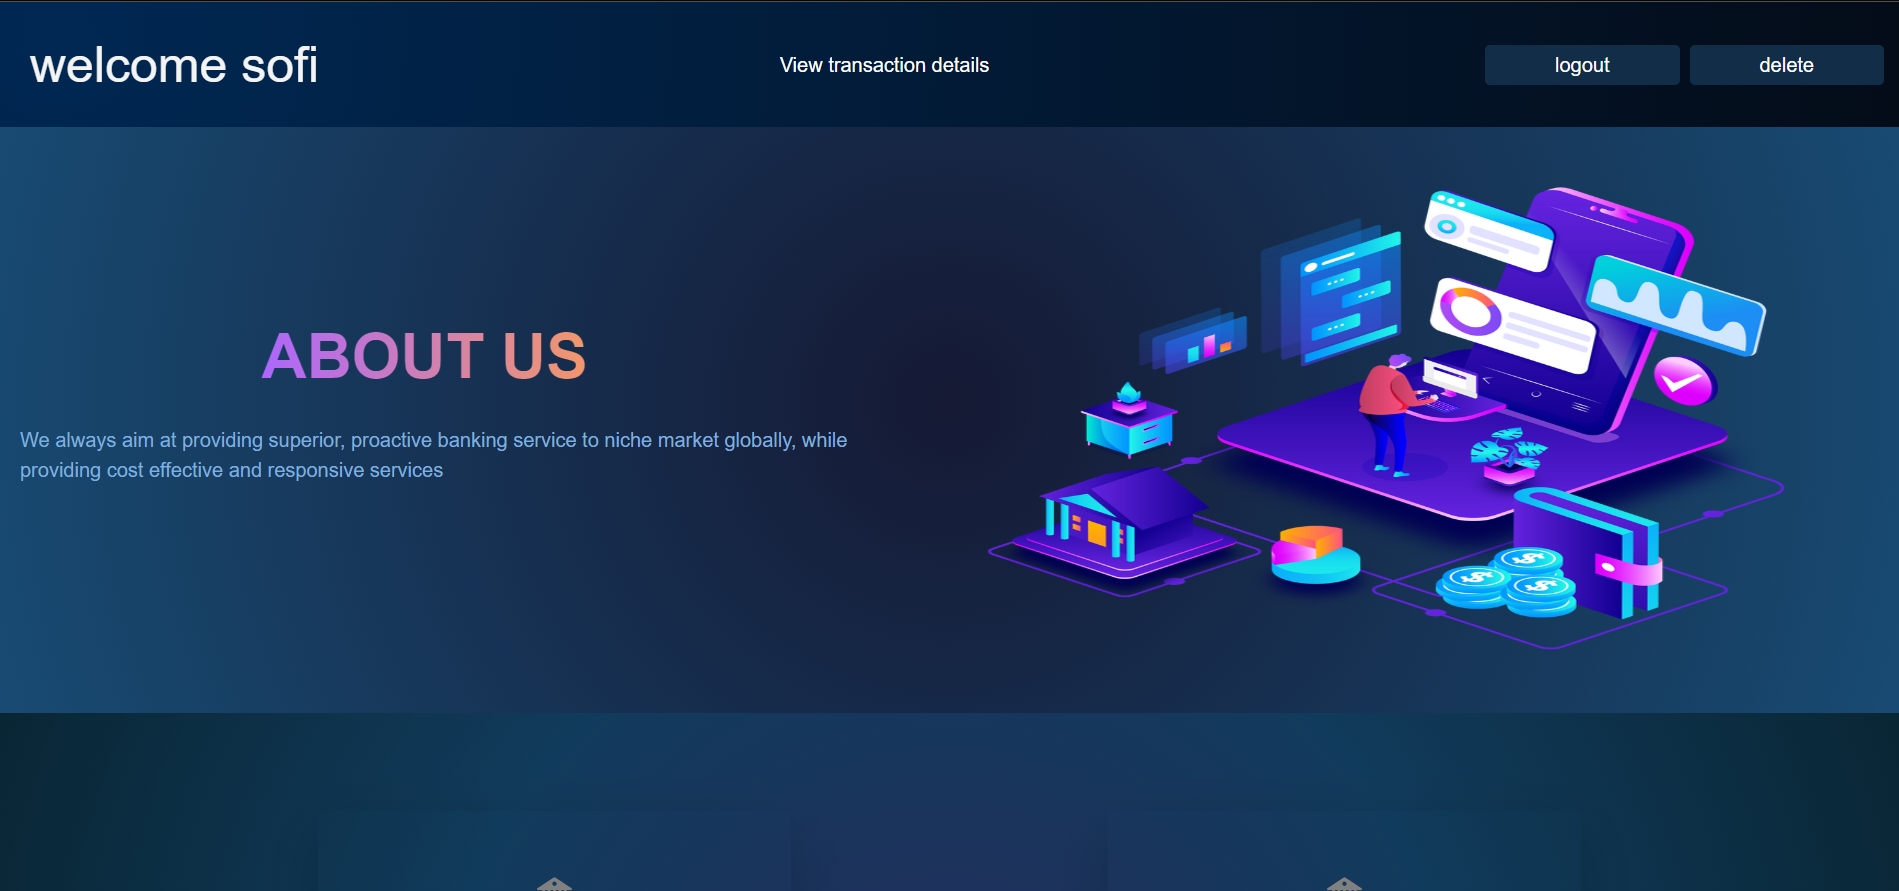 welcome sofi
View transaction details
logout
delete
ABOUT US
We always aim at providing superior, proactive banking service to niche market globally, while
providing cost effective and responsive services